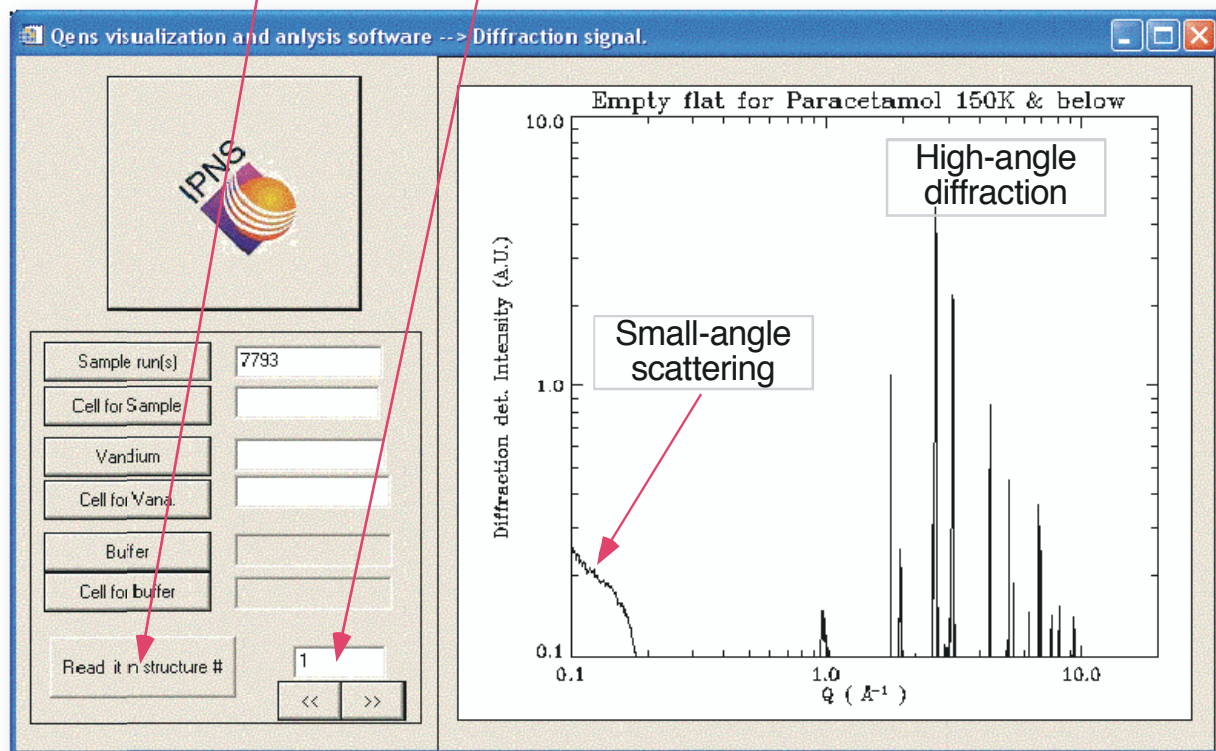 Qens visualization and anlysis software --> Diffraction signal.
IPNS
Sample run(s)
7793
Cell for Sample
Vandium
Cell for Vana.
Buffer
Cell for buffer
Read it in structure #
1
<<
>>
Empty flat for Paracetamol 150K & below
10.0
1.0
0.1
Diffraction det. Intensity (A.U.)
High-angle
diffraction
Small-angle
scattering
0.1
1.0
10.0
Q ( Å⁻¹ )